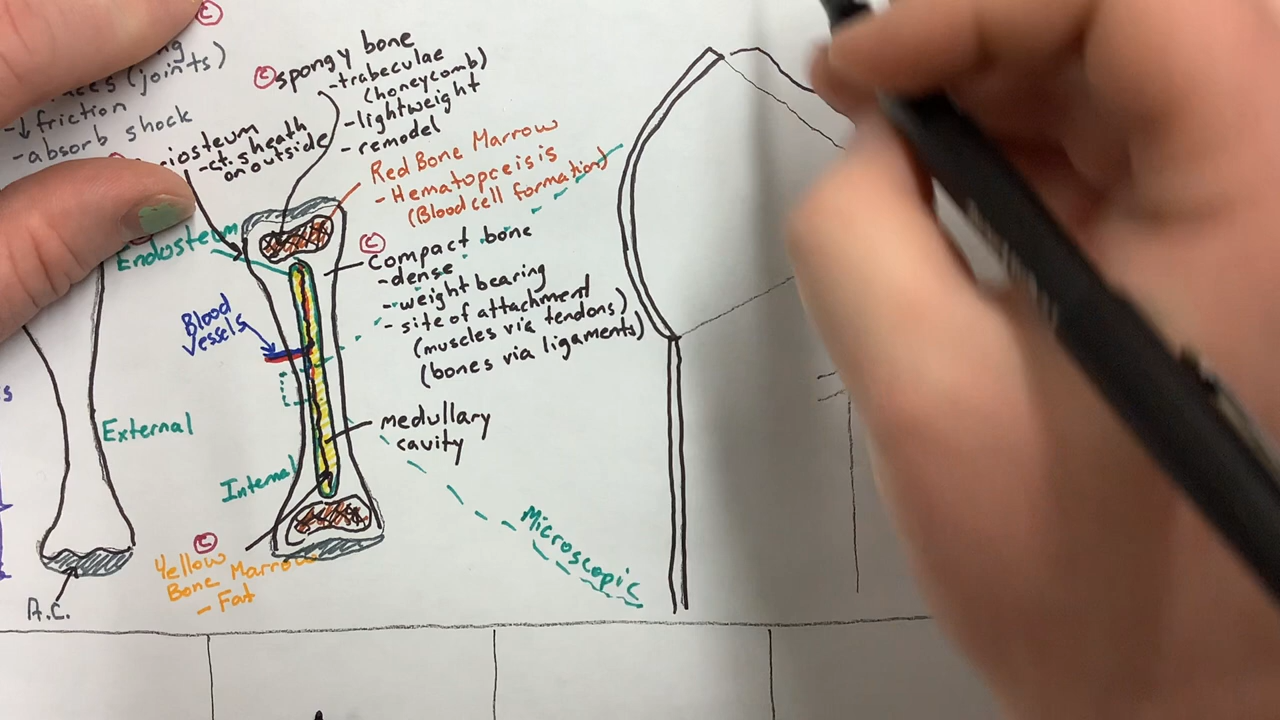 ©
(joints)
-↓ friction
- absorb shock
© spongy bone
- trabeculae
(honeycomb)
- lightweight
- remodel
-c.t. sheath
on outside
Red Bone Marrow
- Hematopoeisis
(Blood cell formation)
Endosteum
©
Compact bone
- dense
- weight bearing
- site of attachment
(muscles via tendons)
(bones via ligaments)
Blood
Vessels
External
medullary
cavity
Internal
Microscopic
©
Yellow
Bone Marrow
- Fat
A.C.